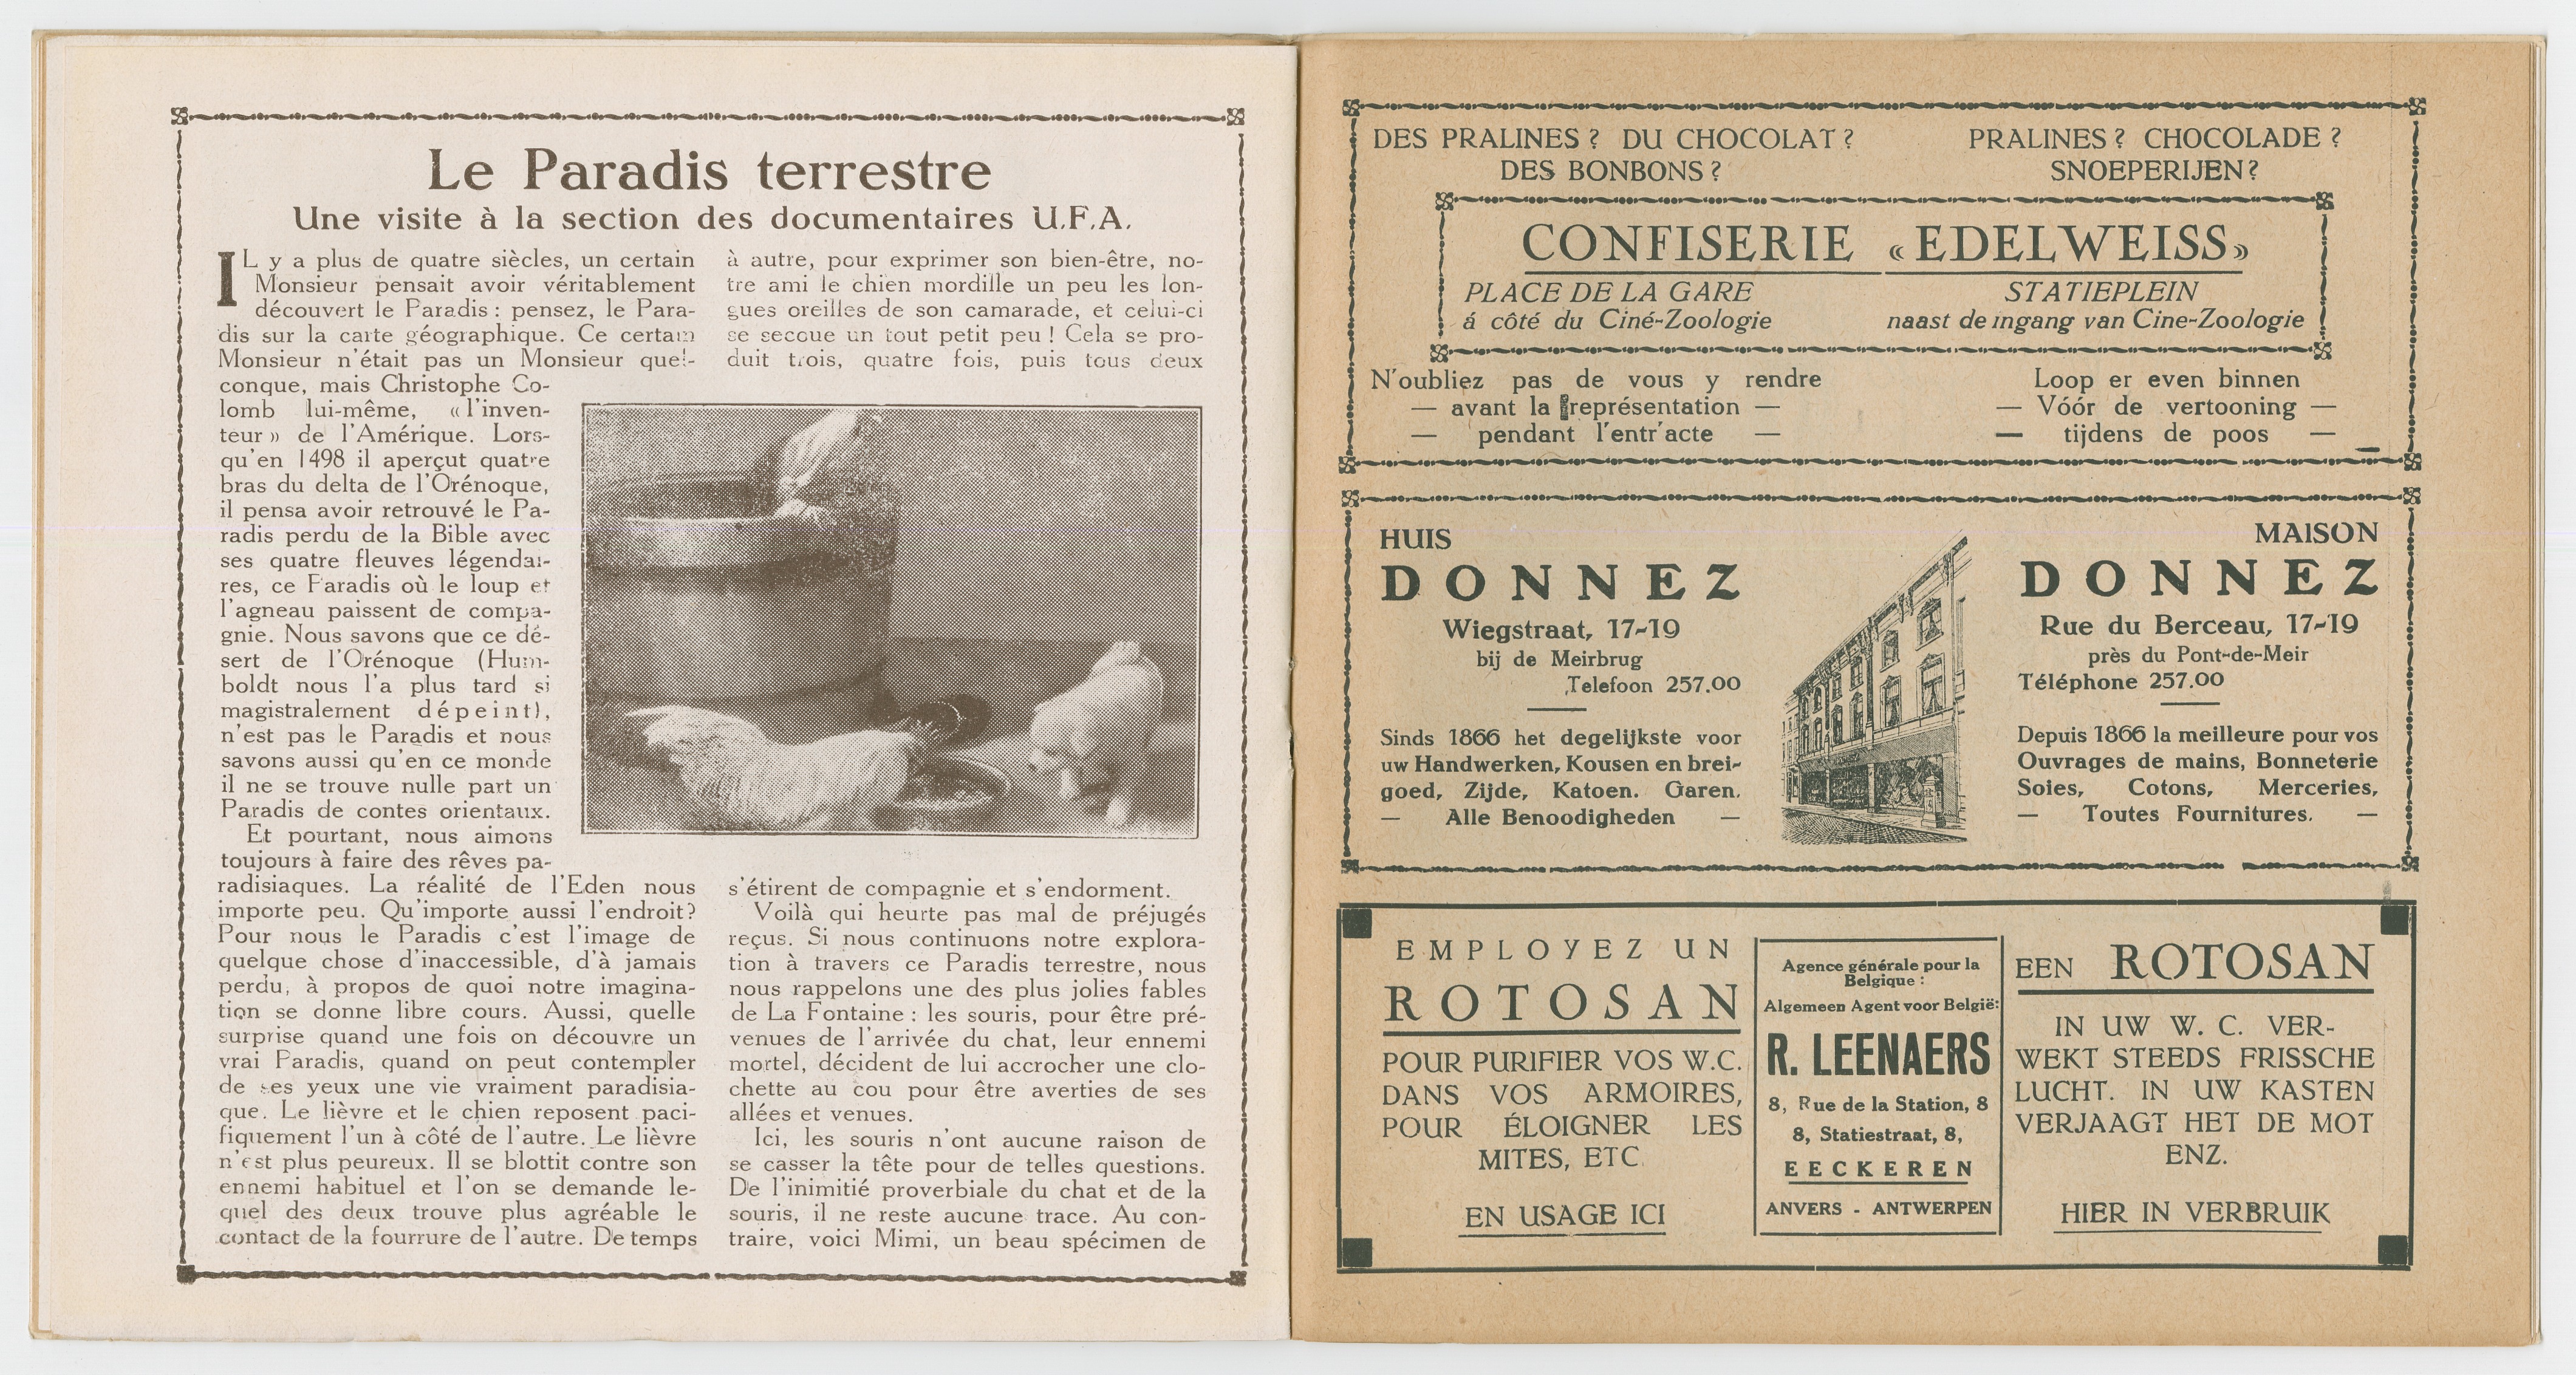 Le Paradis terrestre
Une visite à la section des documentaires U.F.A.
IL y a plus de quatre siècles, un certain
Monsieur pensait avoir véritablement
découvert le Paradis : pensez, le Para-
dis sur la carte géographique. Ce certain
Monsieur n'était pas un Monsieur quel-
conque, mais Christophe Co-
lomb lui-même, « l'inven-
teur » de l'Amérique. Lors-
qu'en 1498 il aperçut quatre
bras du delta de l'Orénoque,
il pensa avoir retrouvé le Pa-
radis perdu de la Bible avec
ses quatre fleuves légendai-
res, ce Paradis où le loup et
l'agneau paissent de compa-
gnie. Nous savons que ce dé-
sert de l'Orénoque (Hum-
boldt nous l'a plus tard si
magistralement dépeint),
n'est pas le Paradis et nous
savons aussi qu'en ce monde
il ne se trouve nulle part un
Paradis de contes orientaux.
Et pourtant, nous aimons
toujours à faire des rêves pa-
radisiaques. La réalité de l'Eden nous
importe peu. Qu'importe aussi l'endroit?
Pour nous le Paradis c'est l'image de
quelque chose d'inaccessible, d'à jamais
perdu, à propos de quoi notre imagina-
tion se donne libre cours. Aussi, quelle
surprise quand une fois on découvre un
vrai Paradis, quand on peut contempler
de ses yeux une vie vraiment paradisia-
que. Le lièvre et le chien reposent paci-
fiquement l'un à côté de l'autre. Le lièvre
n'est plus peureux. Il se blottit contre son
ennemi habituel et l'on se demande le-
quel des deux trouve plus agréable le
contact de la fourrure de l'autre. De temps
à autre, pour exprimer son bien-être, no-
tre ami le chien mordille un peu les lon-
gues oreilles de son camarade, et celui-ci
se secoue un tout petit peu ! Cela se pro-
duit trois, quatre fois, puis tous deux
s'étirent de compagnie et s'endorment.
Voilà qui heurte pas mal de préjugés
reçus. Si nous continuons notre explora-
tion à travers ce Paradis terrestre, nous
nous rappelons une des plus jolies fables
de La Fontaine : les souris, pour être pré-
venues de l'arrivée du chat, leur ennemi
mortel, décident de lui accrocher une clo-
chette au cou pour être averties de ses
allées et venues.
Ici, les souris n'ont aucune raison de
se casser la tête pour de telles questions.
De l'inimitié proverbiale du chat et de la
souris, il ne reste aucune trace. Au con-
traire, voici Mimi, un beau spécimen de
DES PRALINES ? DU CHOCOLAT ?
DES BONBONS ?
PRALINES ? CHOCOLADE ?
SNOEPERIJEN ?
CONFISERIE « EDELWEISS »
PLACE DE LA GARE
á côté du Ciné-Zoologie
STATIEPLEIN
naast de ingang van Cine-Zoologie
N'oubliez pas de vous y rendre
— avant la représentation —
— pendant l'entr'acte —
Loop er even binnen
— Vóór de vertooning —
— tijdens de poos —
HUIS
DONNEZ
Wiegstraat, 17-19
bij de Meirbrug
Telefoon 257.00
Sinds 1866 het degelijkste voor
uw Handwerken, Kousen en brei-
goed, Zijde, Katoen. Garen.
— Alle Benoodigheden —
MAISON
DONNEZ
Rue du Berceau, 17-19
près du Pont-de-Meir
Téléphone 257.00
Depuis 1866 la meilleure pour vos
Ouvrages de mains, Bonneterie
Soies, Cotons, Merceries,
— Toutes Fournitures. —
EMPLOYEZ UN
ROTOSAN
POUR PURIFIER VOS W.C.
DANS VOS ARMOIRES,
POUR ÉLOIGNER LES
MITES, ETC.
EN USAGE ICI
Agence générale pour la
Belgique :
Algemeen Agent voor België:
R. LEENAERS
8, Rue de la Station, 8
8, Statiestraat, 8,
EECKEREN
ANVERS - ANTWERPEN
EEN ROTOSAN
IN UW W. C. VER-
WEKT STEEDS FRISSCHE
LUCHT. IN UW KASTEN
VERJAAGT HET DE MOT
ENZ.
HIER IN VERBRUIK